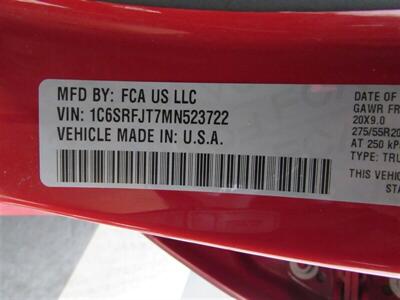 MFD BY: FCA US LLC
VIN: 1C6SRFJT7MN523722
VEHICLE MADE IN: U.S.A.
DATE OF
GAWR FR
20X9.0
275/55R20
AT 250 kP
TYPE: TRU
THIS VEHIC
STA